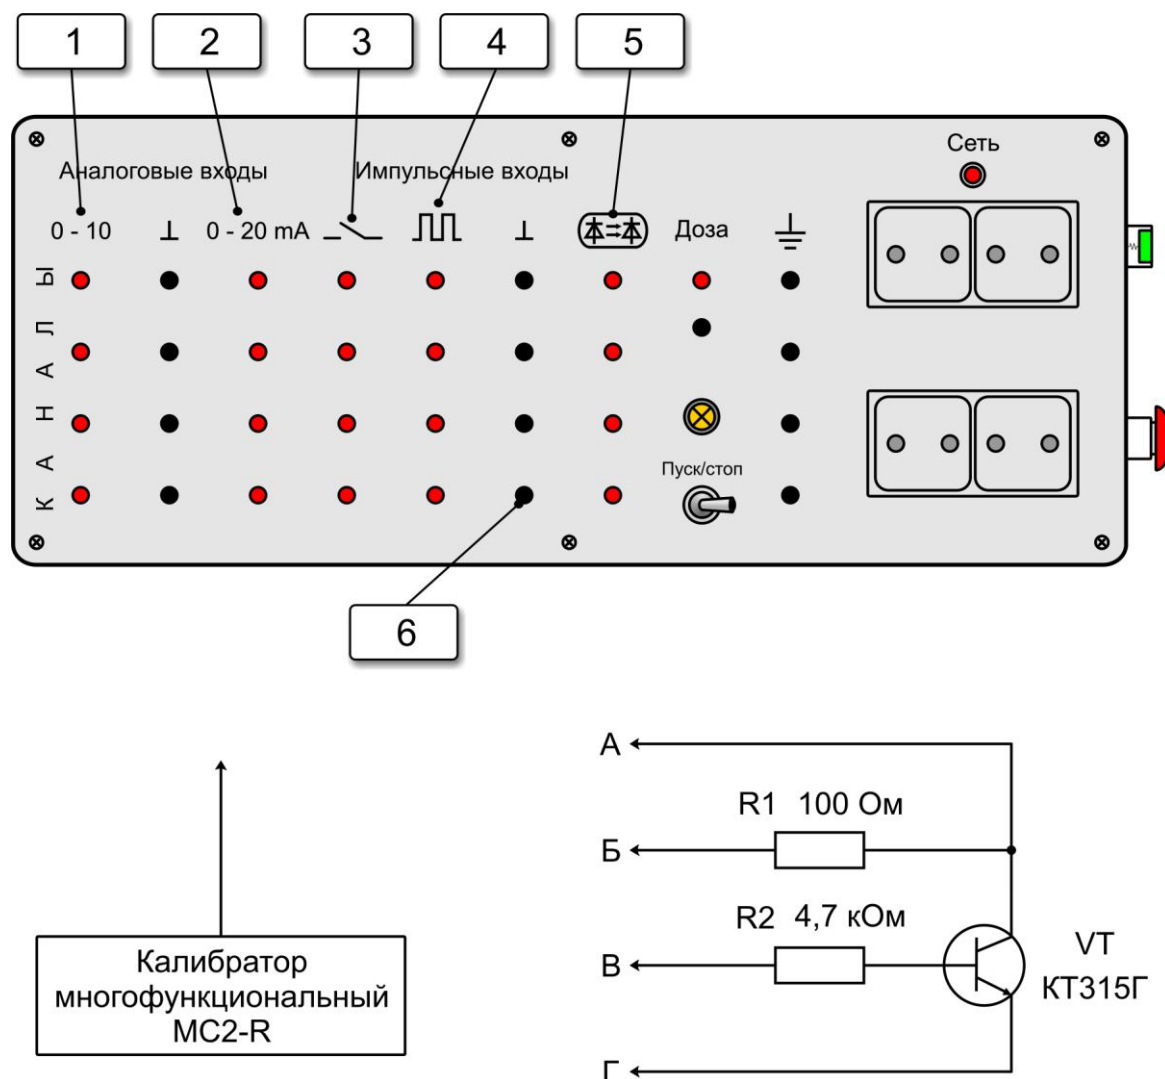 1 2 3 4 5
Сеть
Аналоговые входы Импульсные входы
0 - 10 ⊥ 0 - 20 mA ⊥ Доза
К А Н А Л Ы
Пуск/стоп
6
А
R1 100 Ом
Б
R2 4,7 кОм
В
VT
КТ315Г
Г
Калибратор
многофункциональный
MC2-R